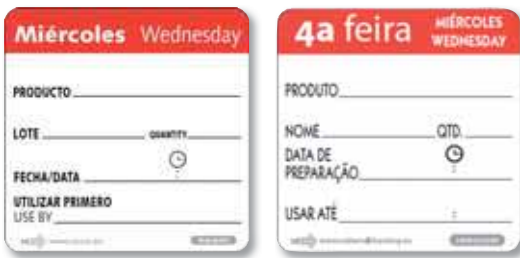 Miércoles Wednesday
PRODUCTO
LOTE QUANTITY
FECHA/DATA
UTILIZAR PRIMERO
USE BY
4a feira MIÉRCOLES WEDNESDAY
PRODUTO
NOME QTD.
DATA DE
PREPARAÇÃO
USAR ATÉ